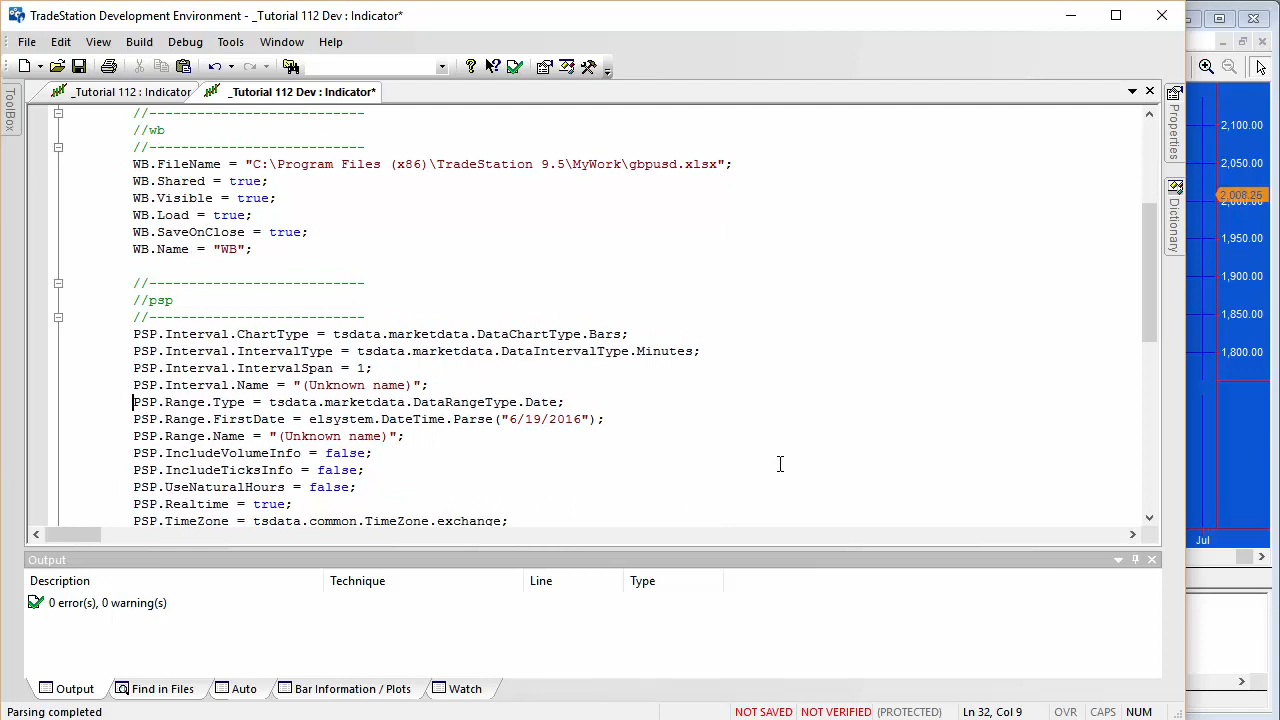 TradeStation Development Environment - _Tutorial 112 Dev : Indicator*
File Edit View Build Debug Tools Window Help
_Tutorial 112 : Indicator _Tutorial 112 Dev : Indicator*
ToolBox
Properties
Dictionary
//---------------------------
//wb
//---------------------------
WB.FileName = "C:\Program Files (x86)\TradeStation 9.5\MyWork\gbpusd.xlsx";
WB.Shared = true;
WB.Visible = true;
WB.Load = true;
WB.SaveOnClose = true;
WB.Name = "WB";
//---------------------------
//psp
//---------------------------
PSP.Interval.ChartType = tsdata.marketdata.DataChartType.Bars;
PSP.Interval.IntervalType = tsdata.marketdata.DataIntervalType.Minutes;
PSP.Interval.IntervalSpan = 1;
PSP.Interval.Name = "(Unknown name)";
PSP.Range.Type = tsdata.marketdata.DataRangeType.Date;
PSP.Range.FirstDate = elsystem.DateTime.Parse("6/19/2016");
PSP.Range.Name = "(Unknown name)";
PSP.IncludeVolumeInfo = false;
PSP.IncludeTicksInfo = false;
PSP.UseNaturalHours = false;
PSP.Realtime = true;
PSP.TimeZone = tsdata.common.TimeZone.exchange;
2,100.00
2,050.00
2,008.25
2,000.00
1,950.00
1,900.00
1,850.00
1,800.00
Jul
Output
Description Technique Line Type
0 error(s), 0 warning(s)
Output Find in Files Auto Bar Information / Plots Watch
Parsing completed NOT SAVED NOT VERIFIED (PROTECTED) Ln 32, Col 9 OVR CAPS NUM